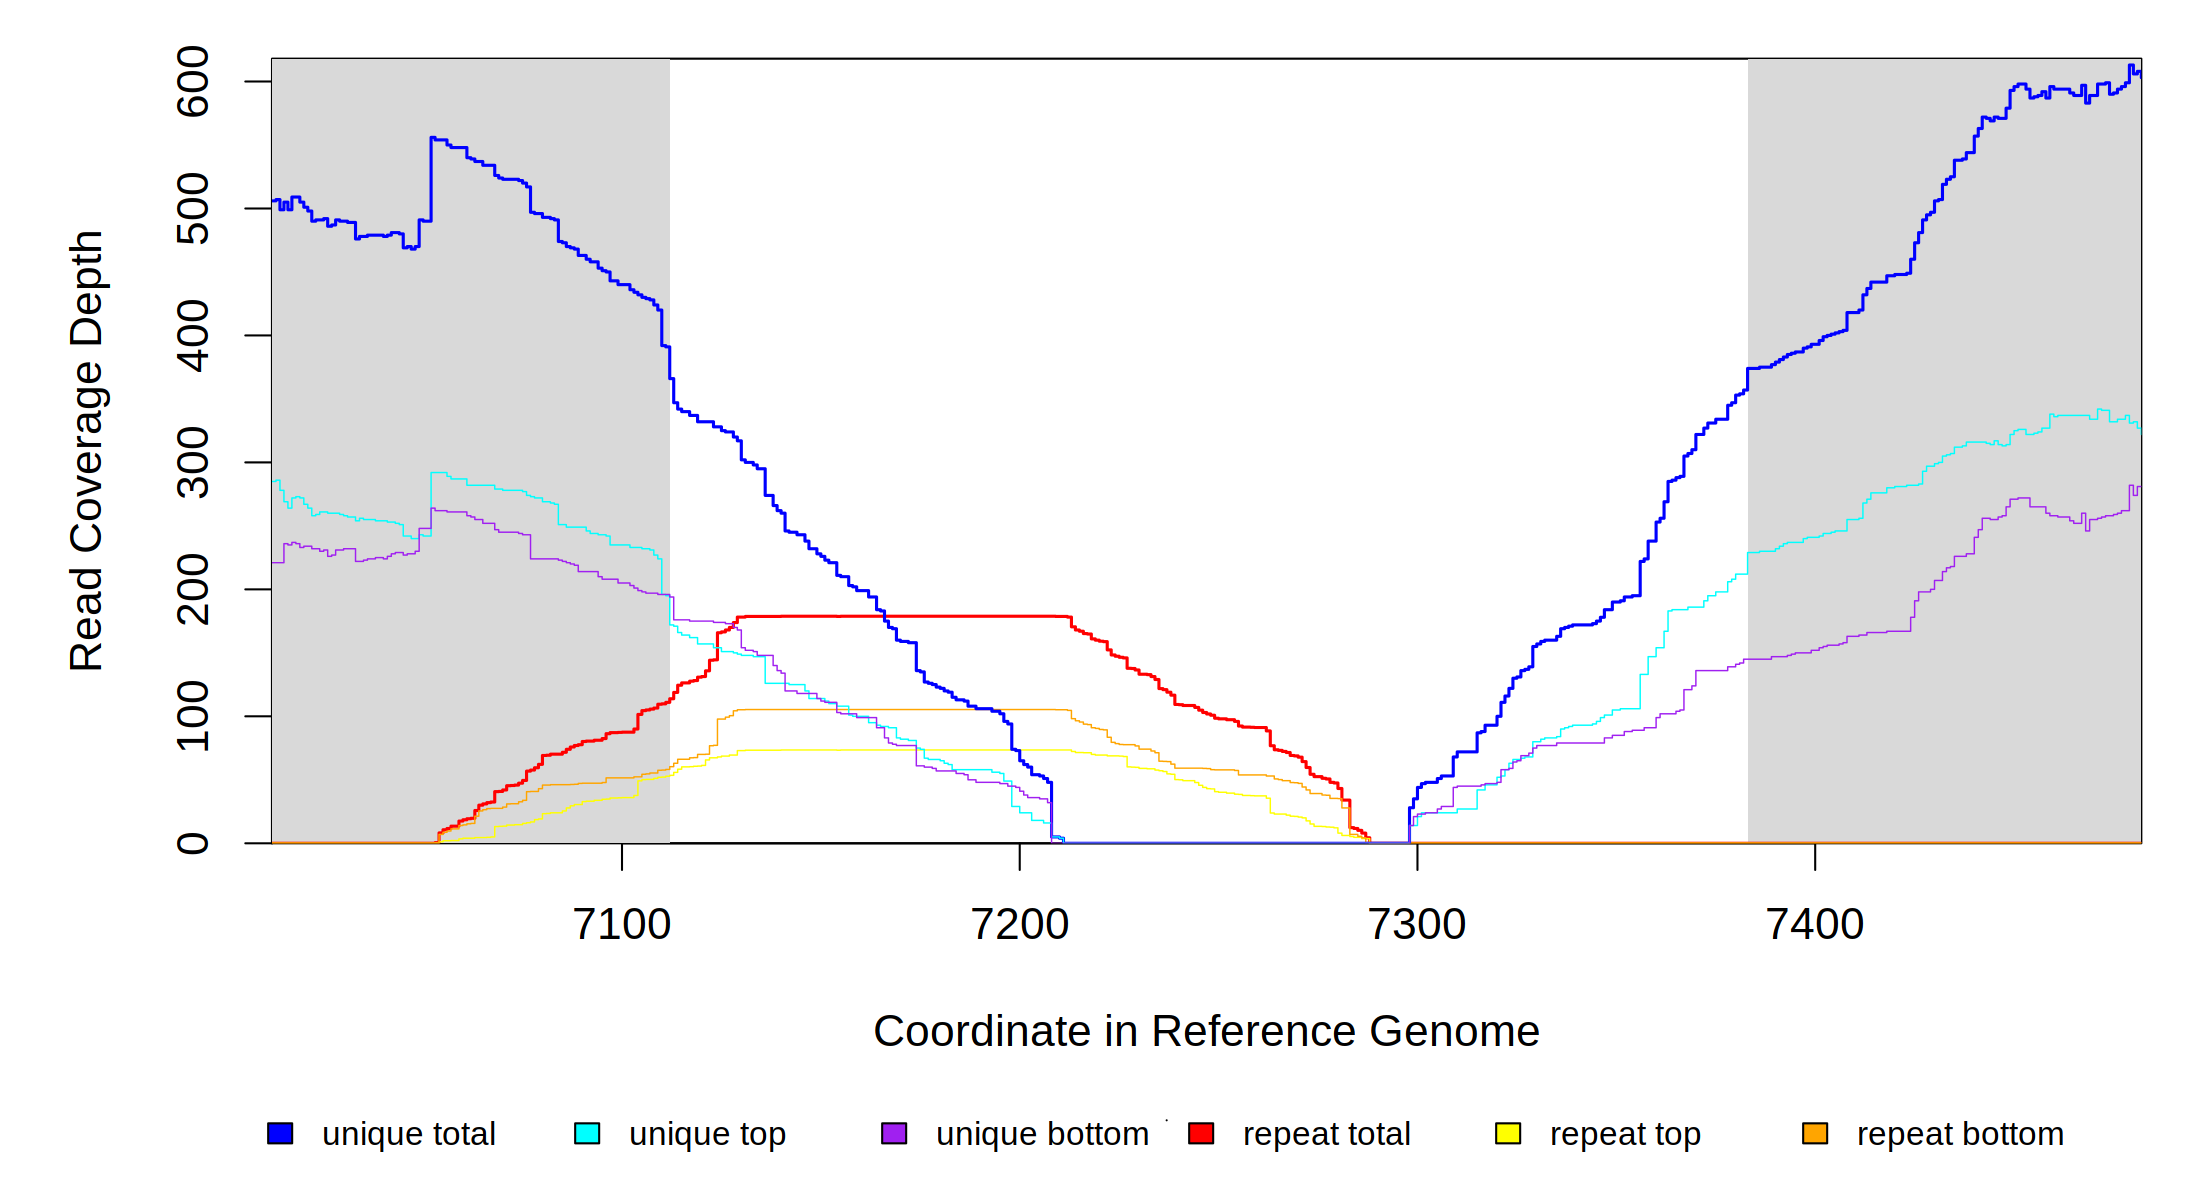 600
500
400
300
200
100
0
Read Coverage Depth
7100 7200 7300 7400
Coordinate in Reference Genome
unique total unique top unique bottom repeat total repeat top repeat bottom